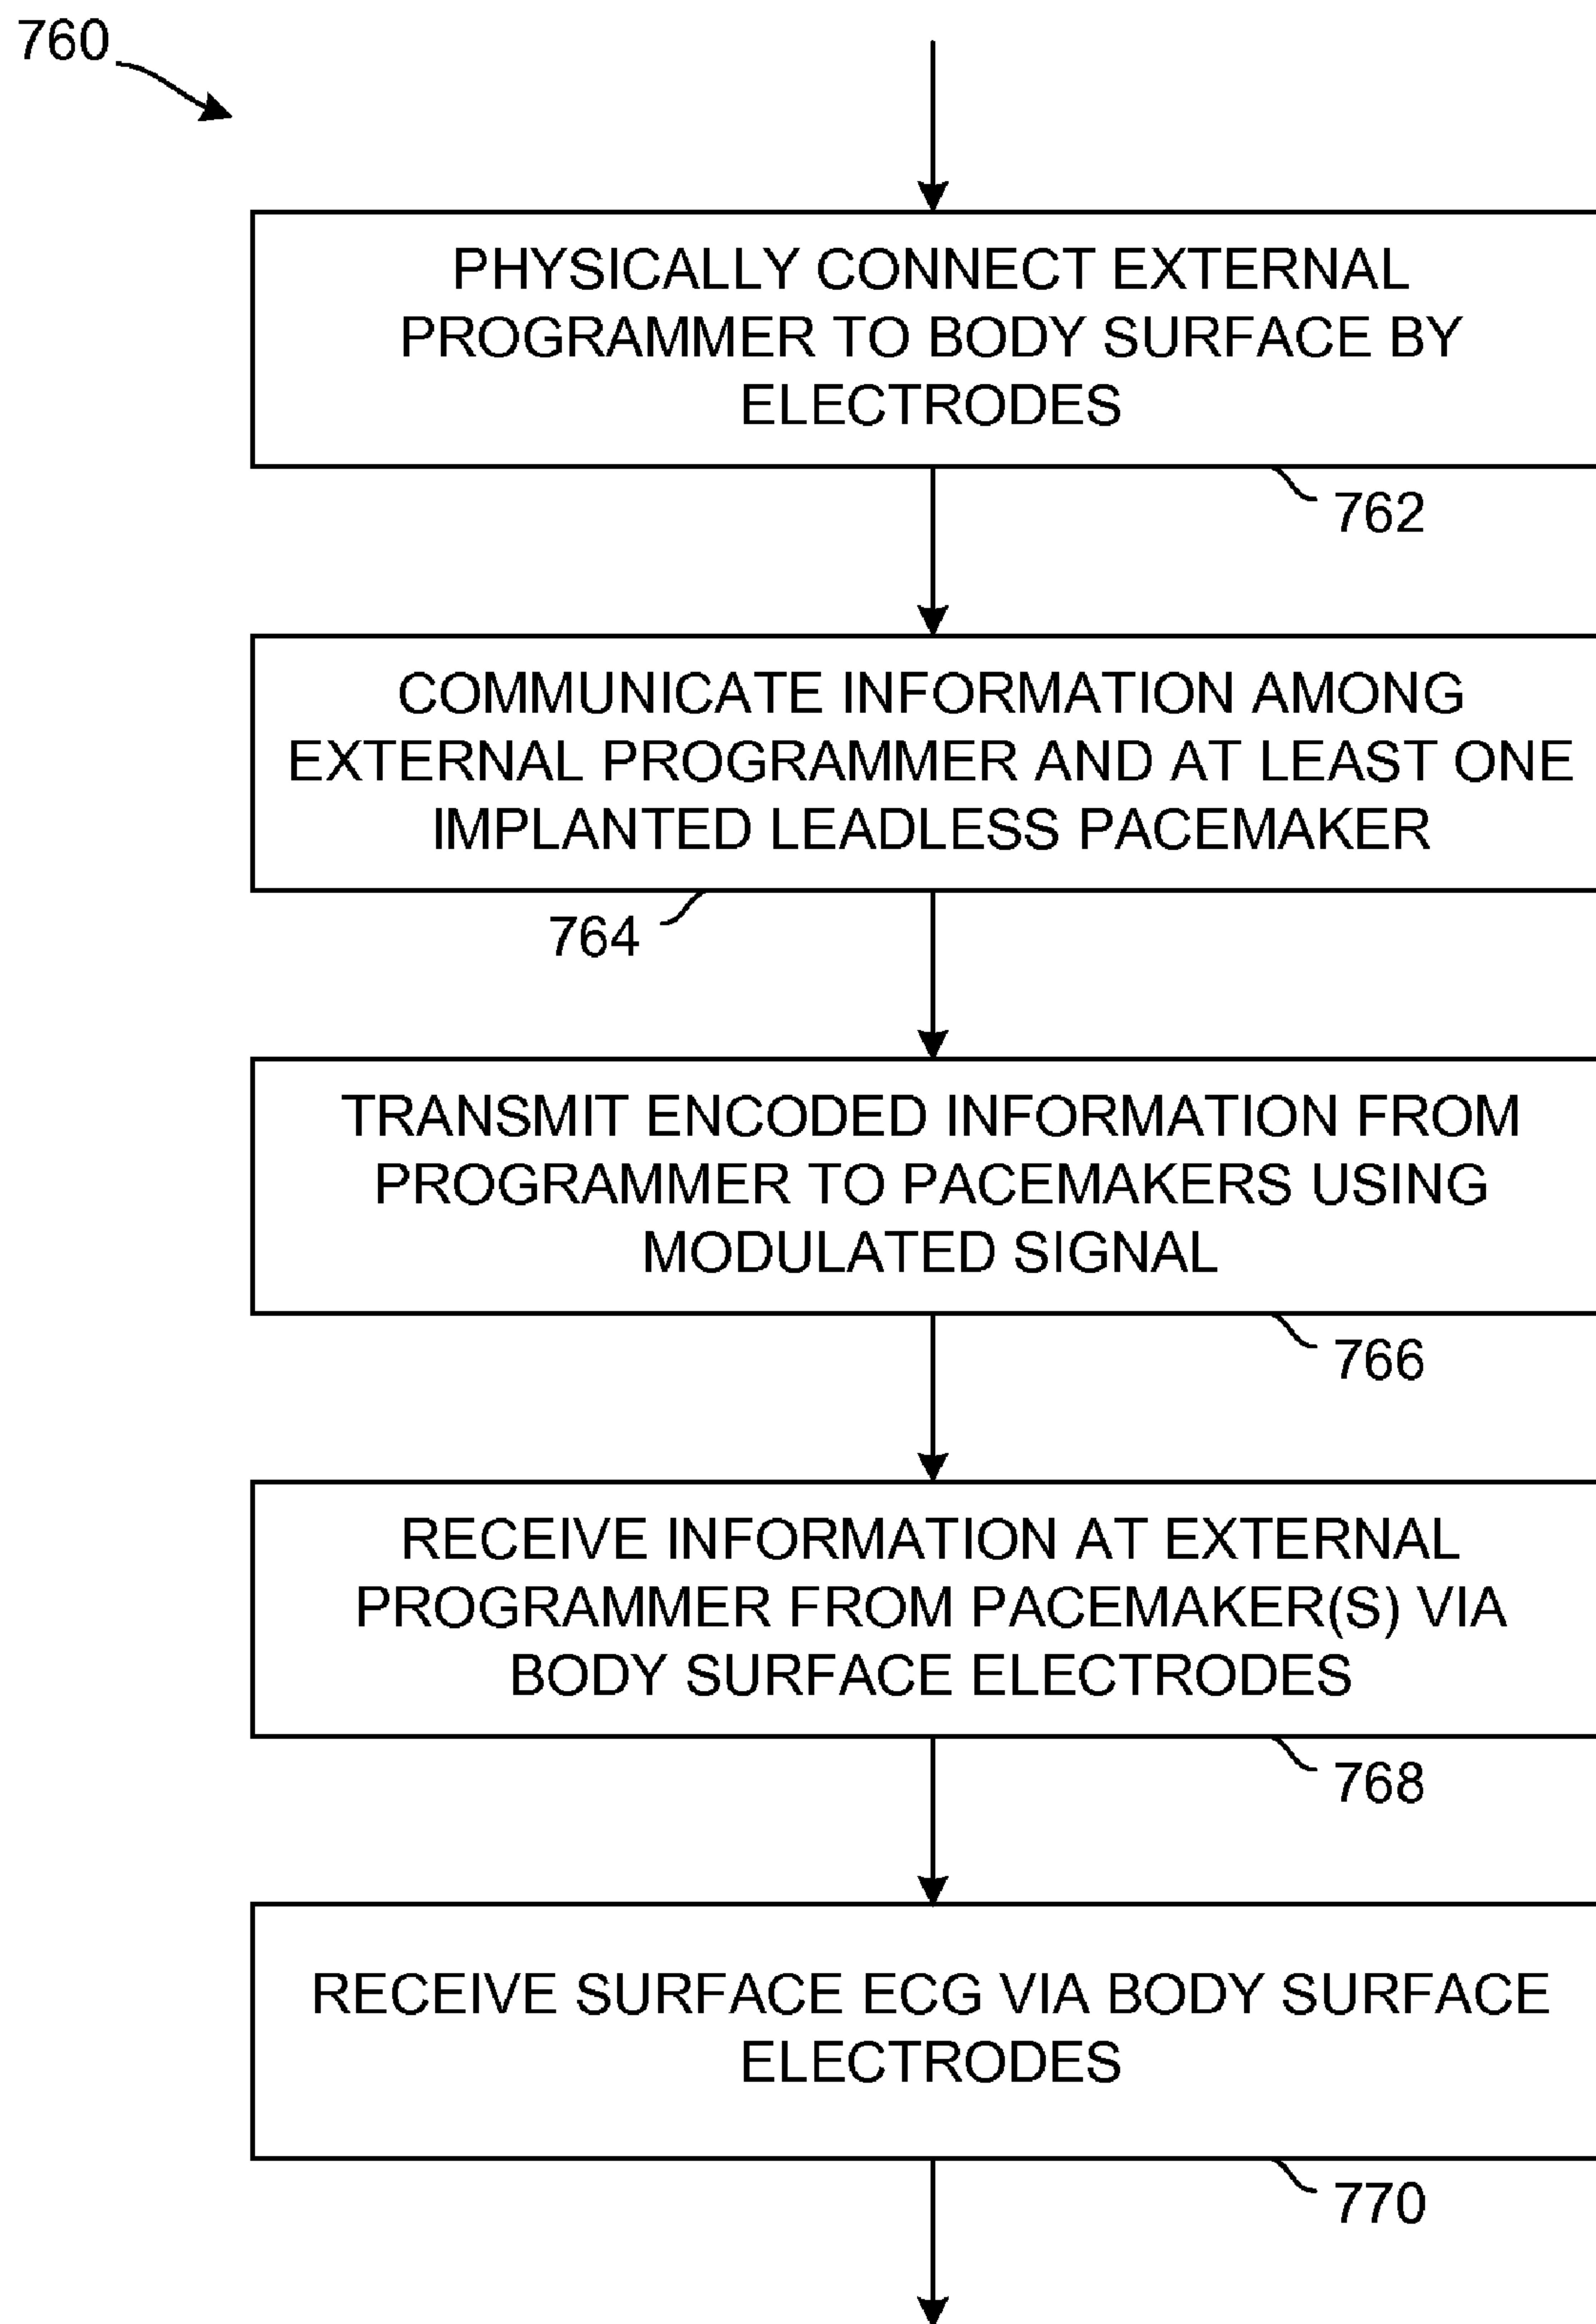 760
PHYSICALLY CONNECT EXTERNAL
PROGRAMMER TO BODY SURFACE BY
ELECTRODES
762
COMMUNICATE INFORMATION AMONG
EXTERNAL PROGRAMMER AND AT LEAST ONE
IMPLANTED LEADLESS PACEMAKER
764
TRANSMIT ENCODED INFORMATION FROM
PROGRAMMER TO PACEMAKERS USING
MODULATED SIGNAL
766
RECEIVE INFORMATION AT EXTERNAL
PROGRAMMER FROM PACEMAKER(S) VIA
BODY SURFACE ELECTRODES
768
RECEIVE SURFACE ECG VIA BODY SURFACE
ELECTRODES
770